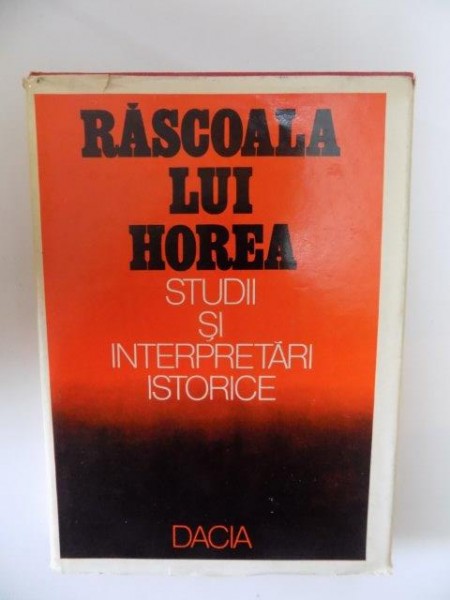 RĂSCOALA
LUI
HOREA
STUDII
ŞI
INTERPRETĂRI
ISTORICE
DACIA